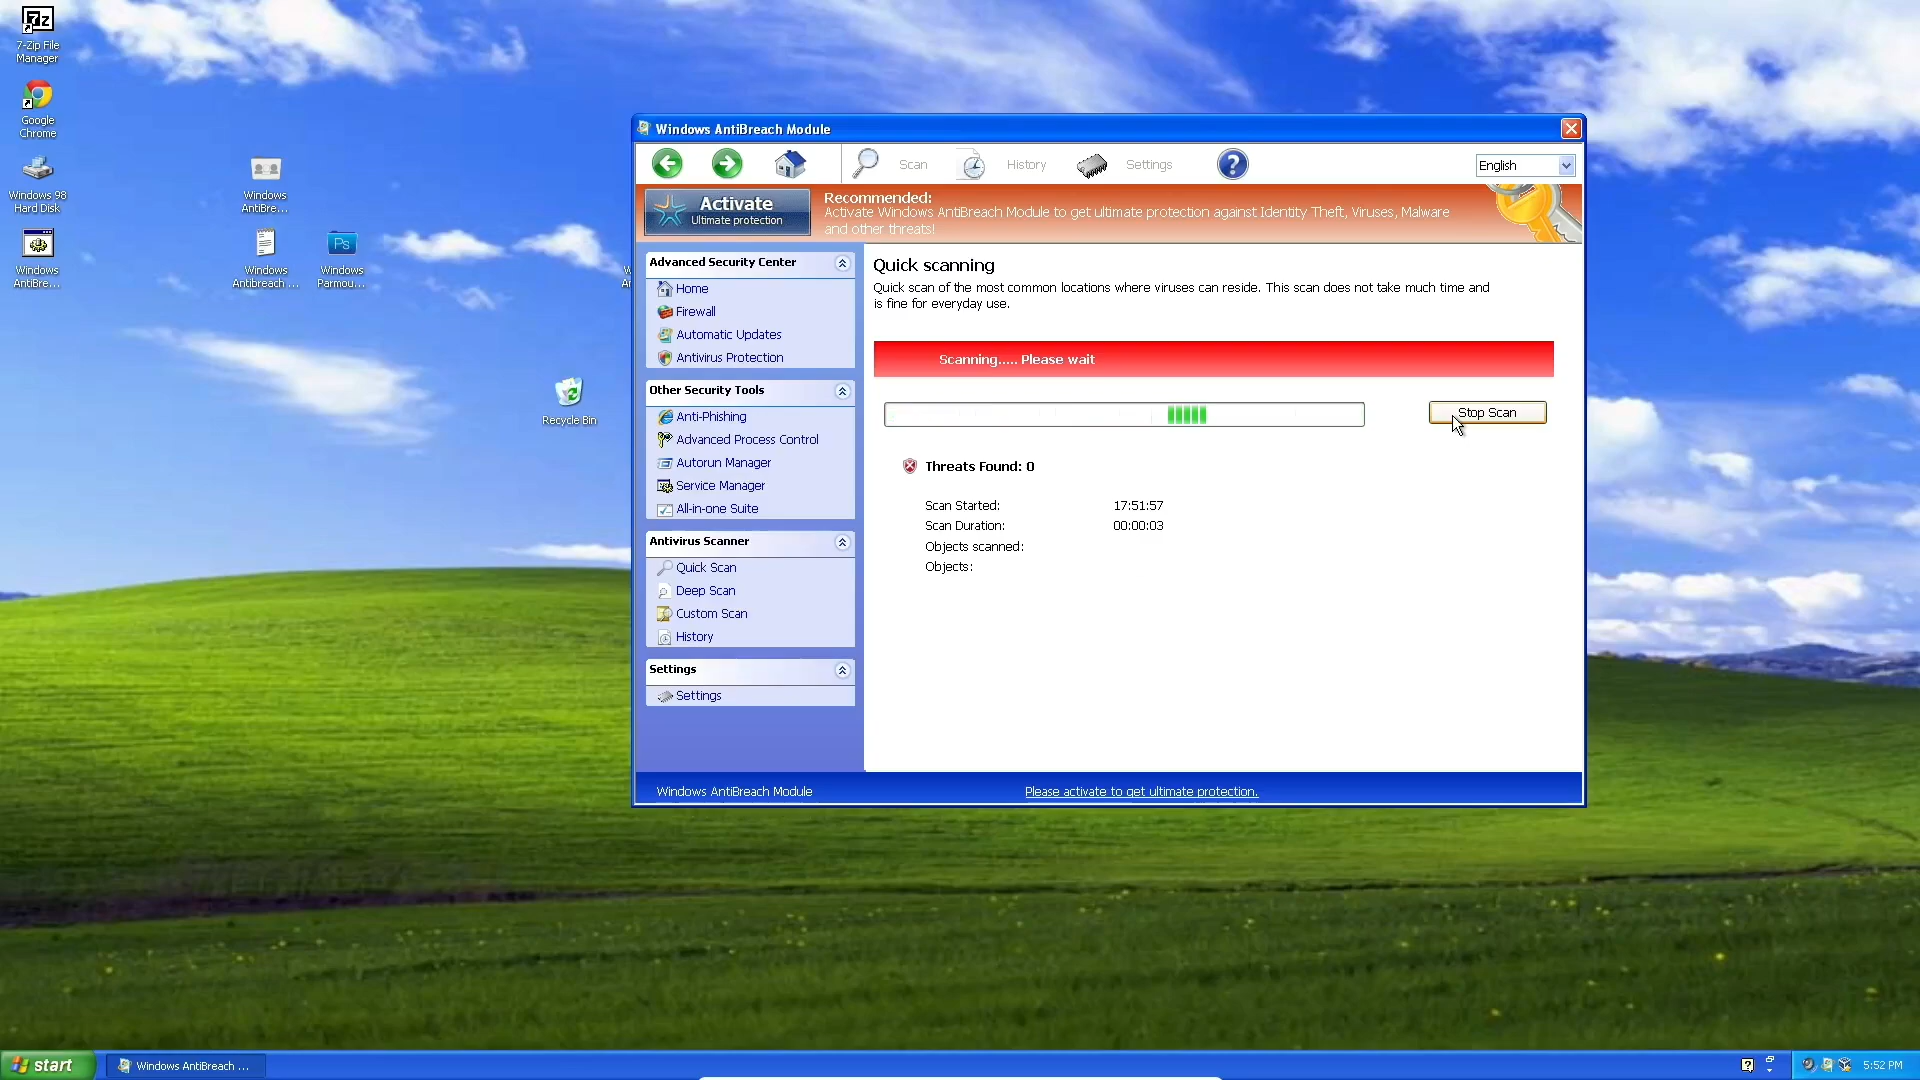 7-Zip File
Manager
Google
Chrome
Windows 98
Hard Disk
Windows
AntiBre...
Windows
AntiBre...
Windows
Antibreach ...
Ps
Windows
Parmou...
Recycle Bin
Windows AntiBreach Module
Scan
History
Settings
English
Activate
Ultimate protection
Recommended:
Activate Windows AntiBreach Module to get ultimate protection against Identity Theft, Viruses, Malware
and other threats!
Advanced Security Center
Home
Firewall
Automatic Updates
Antivirus Protection
Other Security Tools
Anti-Phishing
Advanced Process Control
Autorun Manager
Service Manager
All-in-one Suite
Antivirus Scanner
Quick Scan
Deep Scan
Custom Scan
History
Settings
Settings
Quick scanning
Quick scan of the most common locations where viruses can reside. This scan does not take much time and
is fine for everyday use.
Scanning..... Please wait
Stop Scan
Threats Found: 0
Scan Started: 17:51:57
Scan Duration: 00:00:03
Objects scanned:
Objects:
Windows AntiBreach Module
Please activate to get ultimate protection.
start
Windows AntiBreach ...
5:52 PM